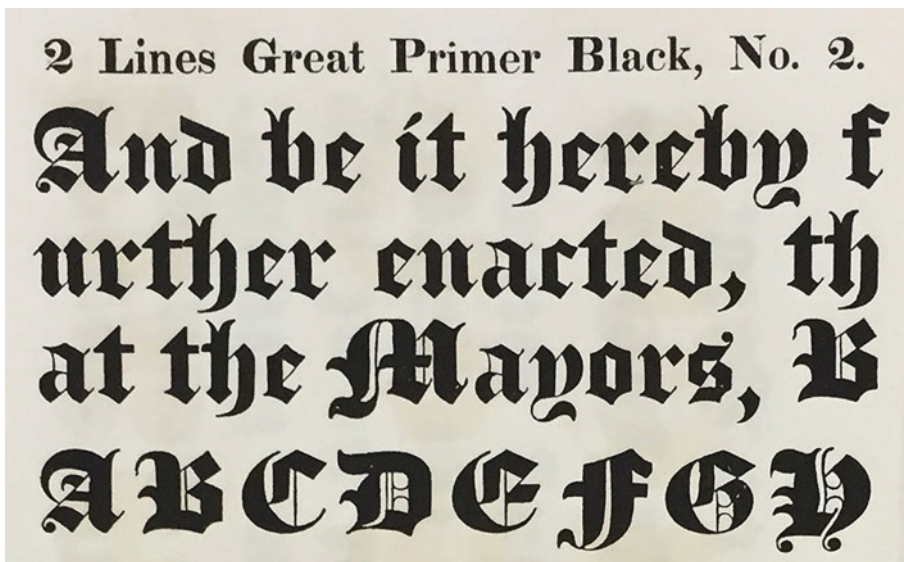 2 Lines Great Primer Black, No. 2.
And be it hereby f
urther enacted, th
at the Mayors, B
ABCDEFGH